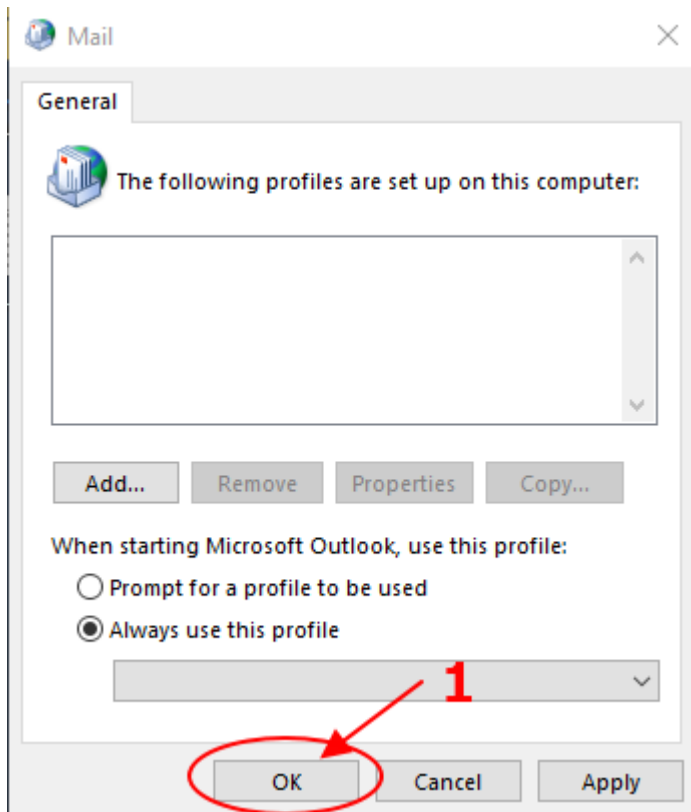 Mail
General
The following profiles are set up on this computer:
Add... Remove Properties Copy...
When starting Microsoft Outlook, use this profile:
Prompt for a profile to be used
Always use this profile
1
OK Cancel Apply